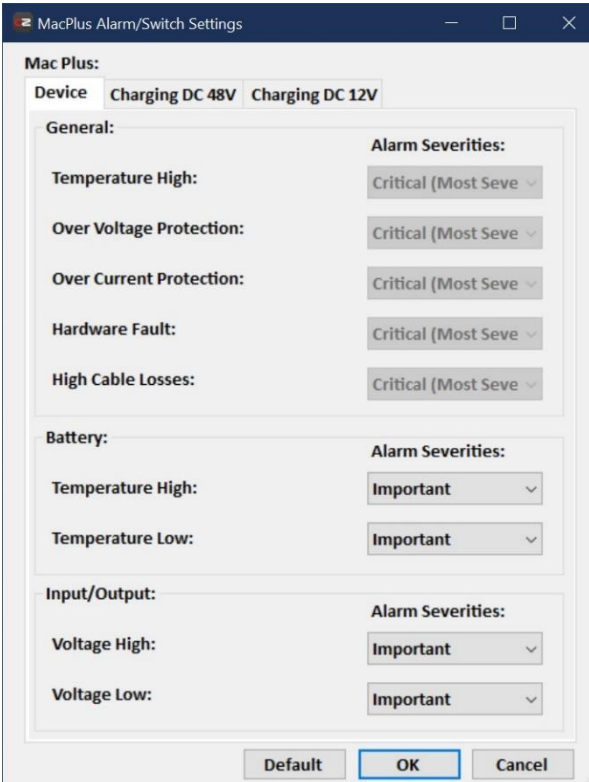 MacPlus Alarm/Switch Settings
Mac Plus:
Device Charging DC 48V Charging DC 12V
General:
Alarm Severities:
Temperature High: Critical (Most Seve
Over Voltage Protection: Critical (Most Seve
Over Current Protection: Critical (Most Seve
Hardware Fault: Critical (Most Seve
High Cable Losses: Critical (Most Seve
Battery:
Alarm Severities:
Temperature High: Important
Temperature Low: Important
Input/Output:
Alarm Severities:
Voltage High: Important
Voltage Low: Important
Default OK Cancel